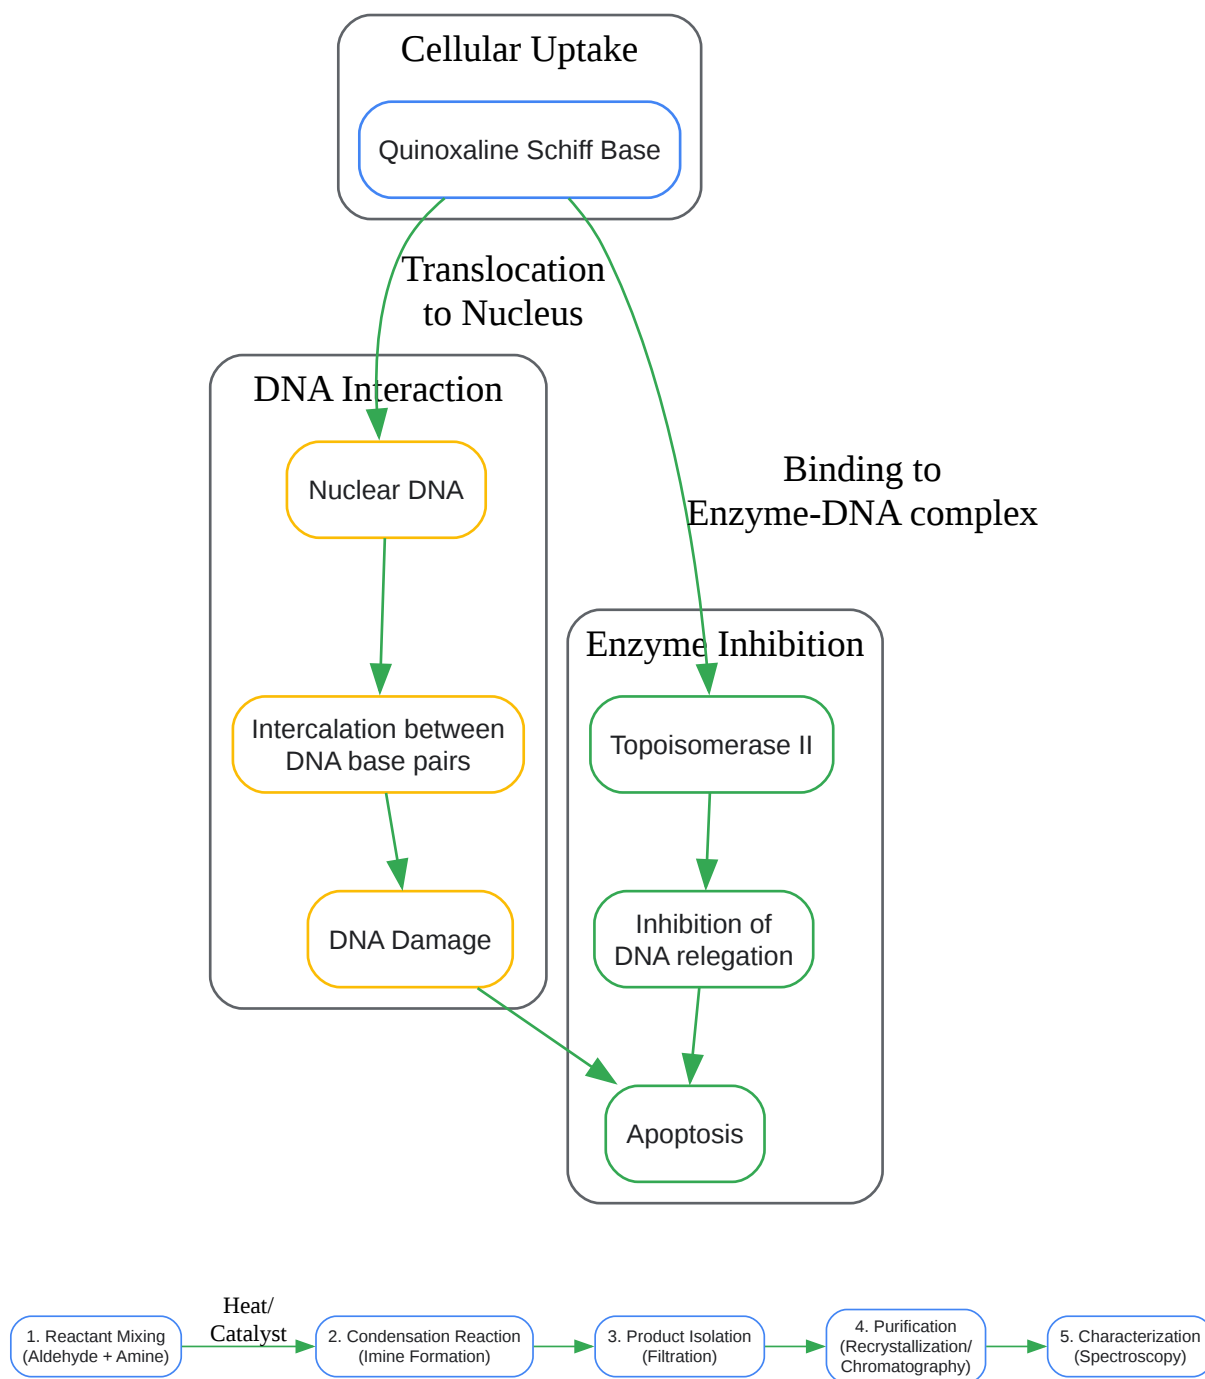 Cellular Uptake
Quinoxaline Schiff Base
Translocation
to Nucleus
DNA Interaction
Nuclear DNA
Binding to
Enzyme-DNA complex
Enzyme Inhibition
Intercalation between
DNA base pairs
Topoisomerase II
DNA Damage
Inhibition of
DNA relegation
Apoptosis
1. Reactant Mixing
(Aldehyde + Amine)
Heat/
Catalyst
2. Condensation Reaction
(Imine Formation)
3. Product Isolation
(Filtration)
4. Purification
(Recrystallization/
Chromatography)
5. Characterization
(Spectroscopy)